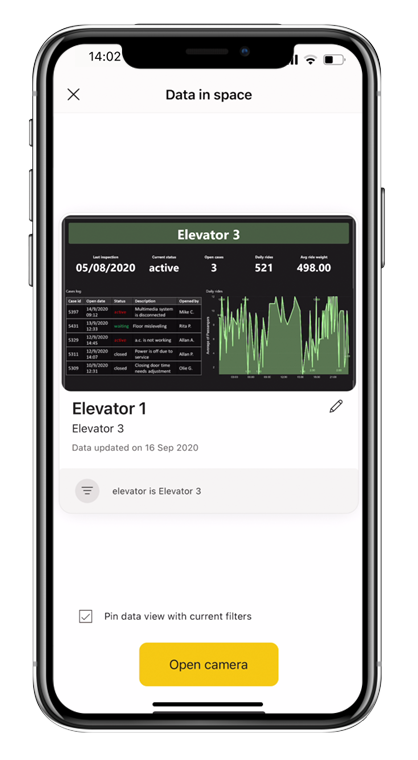 14:02
Data in space
Elevator 3
Last inspection Current status Open cases Daily rides Avg ride weight
05/08/2020 active 3 521 498.00
Cases log Daily rides
Case id Open date Status Description Opened by
5397 14/9/2020 09:12 active Multimedia system is disconnected Mike C.
5431 13/9/2020 12:33 waiting Floor mislevaling Rita P.
5329 12/9/2020 14:45 active a.c. is not working Allan A.
5311 12/9/2020 14:07 closed Power is off due to service Allan P.
5309 10/9/2020 12:31 closed Closing door time needs adjustment Olie G.
Average of Passangers
Elevator 1
Elevator 3
Data updated on 16 Sep 2020
elevator is Elevator 3
Pin data view with current filters
Open camera